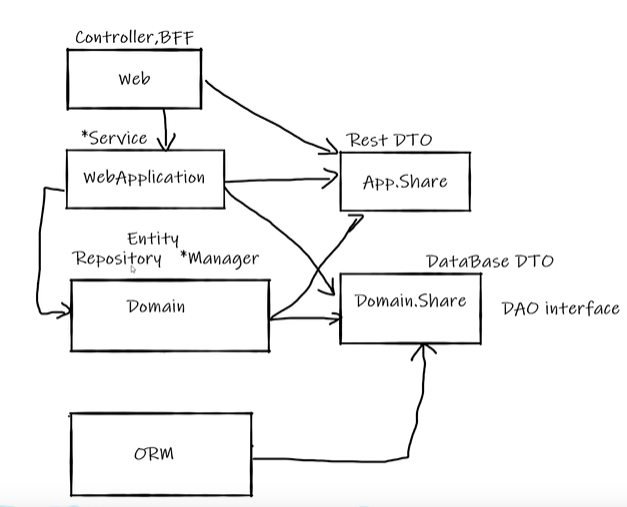 Controller,BFF
Web
*Service
Rest DTO
WebApplication
App.Share
Entity
Repository *Manager
DataBase DTO
Domain
Domain.Share
DAO interface
ORM